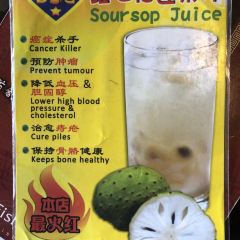 Soursop Juice
癌症杀手
Cancer Killer
预防肿瘤
Prevent tumour
降低血压 &
胆固醇
Lower high blood
pressure &
cholesterol
治愈痔疮
Cure piles
保持骨骼健康
Keeps bone healthy
本店
最火红